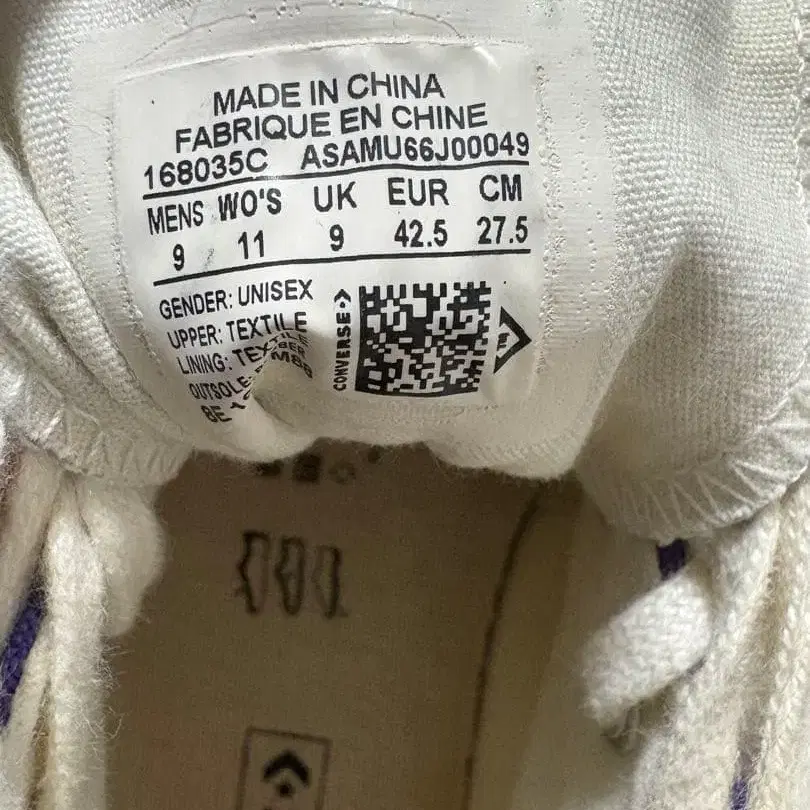 MADE IN CHINA
FABRIQUE EN CHINE
168035C ASAMU66J00049
MENS WO'S UK EUR CM
9 11 9 42.5 27.5
GENDER: UNISEX
UPPER: TEXTILE
LINING:
OUTSOLE:
CONVERSE